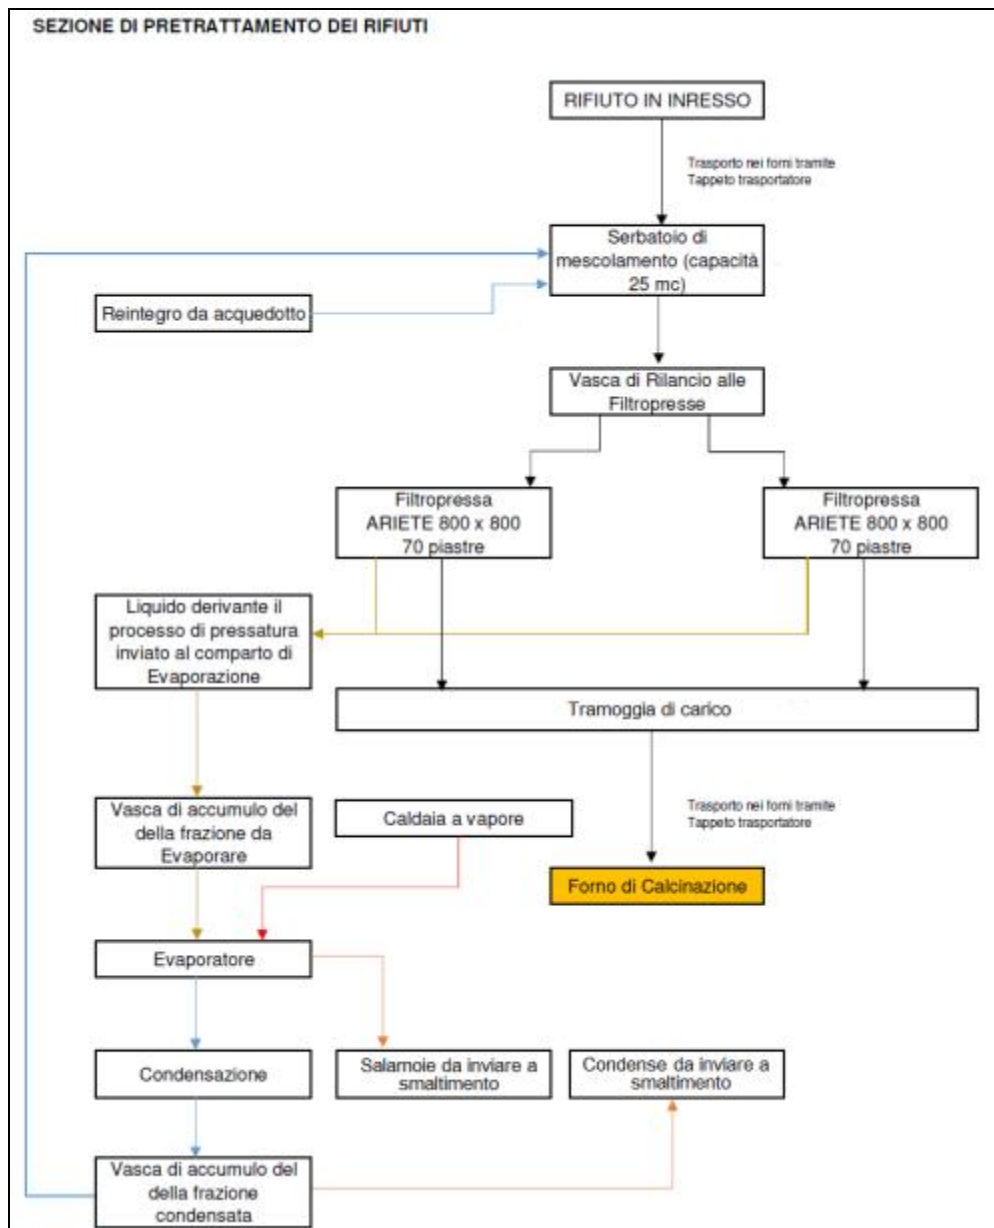 SEZIONE DI PRETRATTAMENTO DEI RIFIUTI
RIFIUTO IN INRESSO
Trasporto nei forni tramite
Tappeto trasportatore
Serbatoio di
mescolamento (capacità
25 mc)
Reintegro da acquedotto
Vasca di Rilancio alle
Filtropresse
Filtropressa
ARIETE 800 x 800
70 piastre
Filtropressa
ARIETE 800 x 800
70 piastre
Liquido derivante il
processo di pressatura
inviato al comparto di
Evaporazione
Tramoggia di carico
Vasca di accumulo del
della frazione da
Evaporare
Caldaia a vapore
Trasporto nei forni tramite
Tappeto trasportatore
Forno di Calcinazione
Evaporatore
Condensazione
Salamoie da inviare a
smaltimento
Condense da inviare a
smaltimento
Vasca di accumulo del
della frazione
condensata